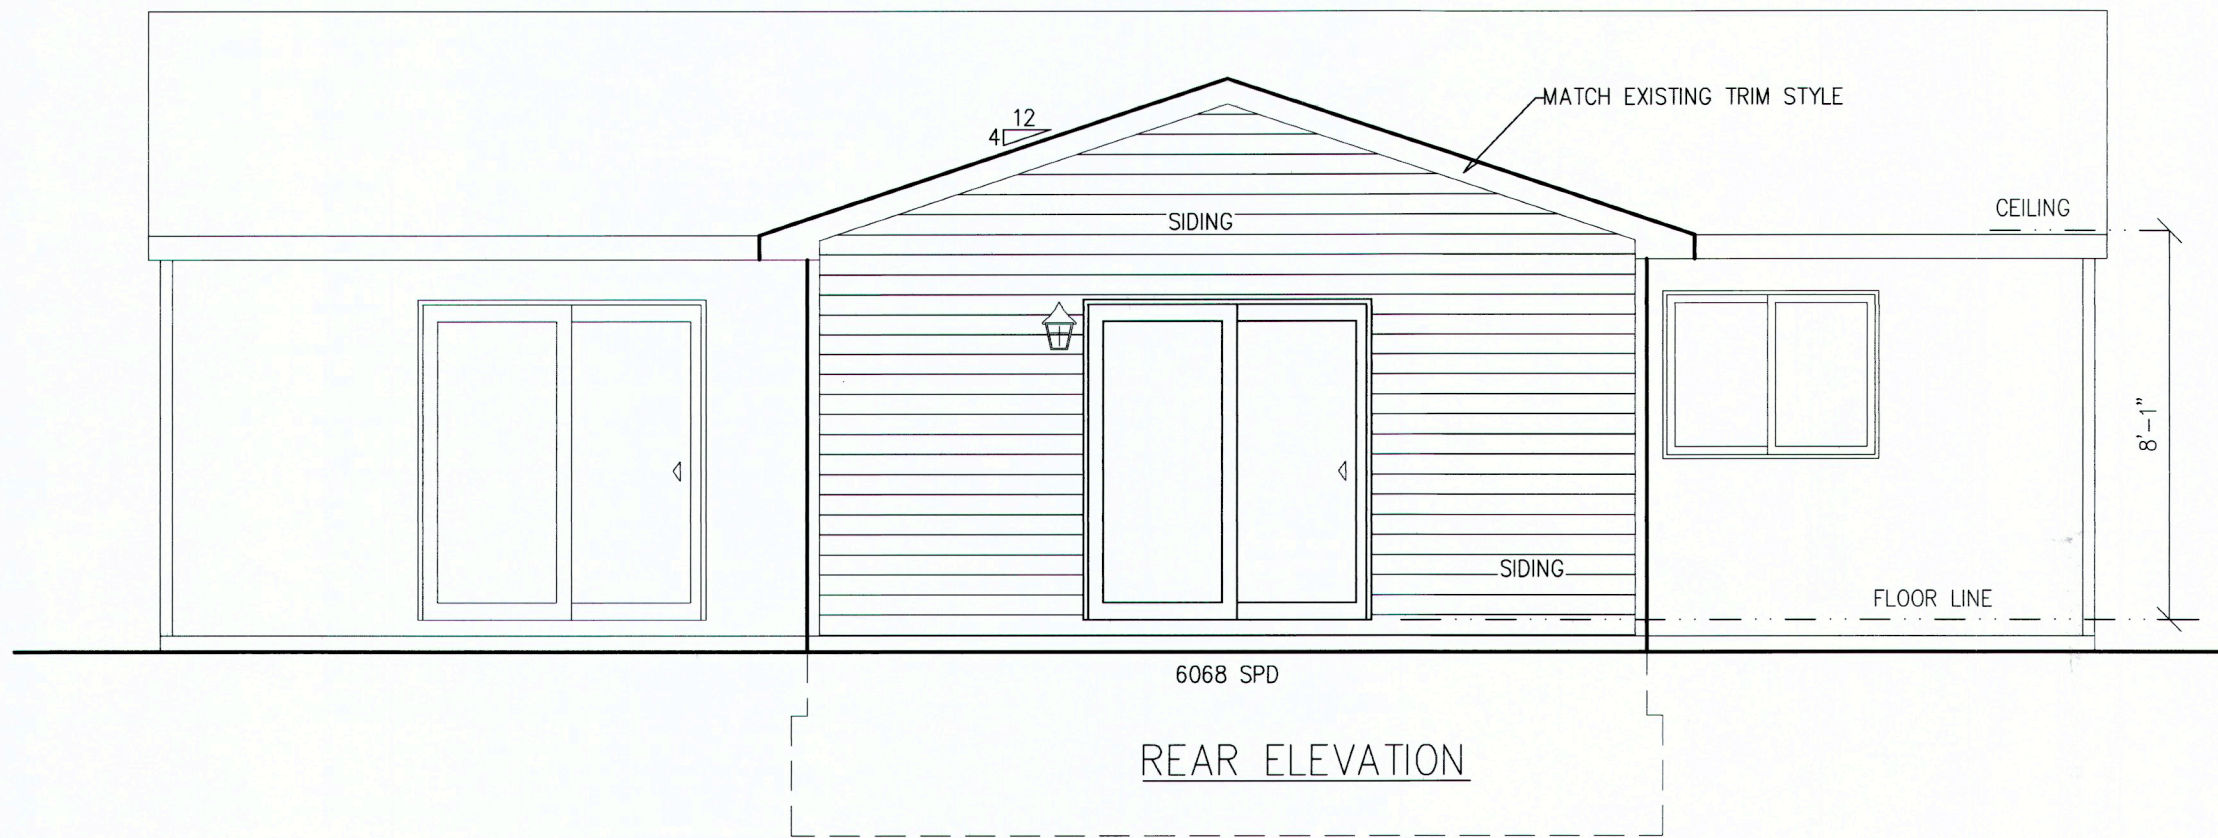 12
4
MATCH EXISTING TRIM STYLE
CEILING
SIDING
8'-1"
SIDING
FLOOR LINE
6068 SPD
REAR ELEVATION